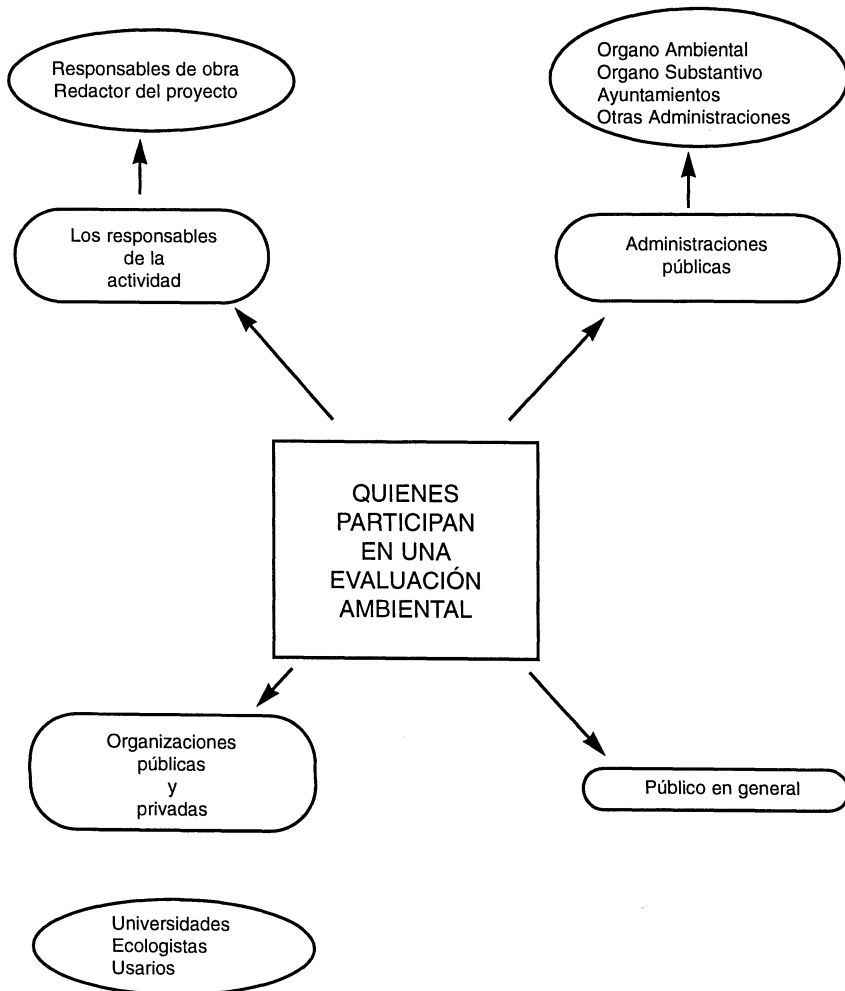 Responsables de obra
Redactor del proyecto
Organo Ambiental
Organo Substantivo
Ayuntamientos
Otras Administraciones
Los responsables
de la
actividad
Administraciones
públicas
QUIENES
PARTICIPAN
EN UNA
EVALUACIÓN
AMBIENTAL
Organizaciones
públicas
y
privadas
Público en general
Universidades
Ecologistas
Usarios